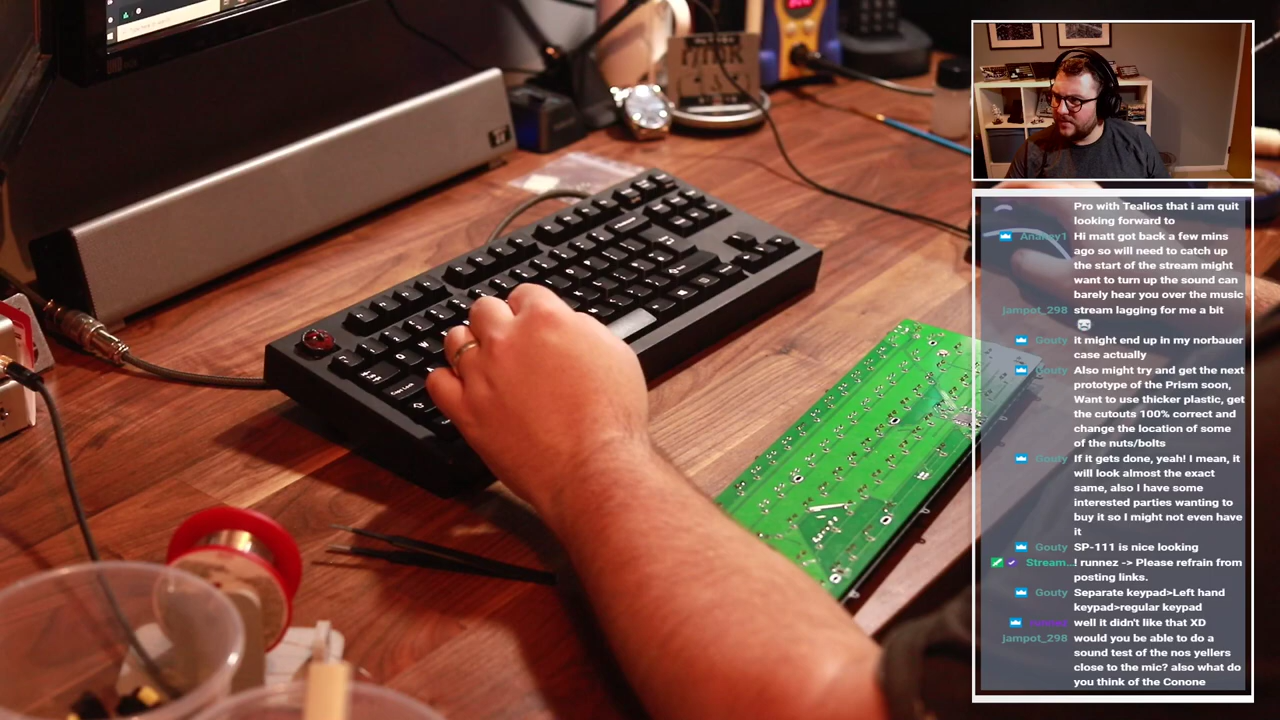 Pro with Tealios that i am quit
looking forward to
Hi matt got back a few mins
ago so will need to catch up
the start of the stream might
want to turn up the sound can
barely hear you over the music
jampot_298 stream lagging for me a bit
Gouty It might end up in my norbauer
case actually
Gouty Also might try and get the next
prototype of the Prism soon,
Want to use thicker plastic, get
the cutouts 100% correct and
change the location of some
of the nuts/bolts
Gouty If it gets done, yeah! I mean, it
will look almost the exact
same, also I have some
interested parties wanting to
buy it so I might not even have
it
Gouty SP-111 is nice looking
Stream... ! runnez -> Please refrain from
posting links.
Gouty Separate keypad>Left hand
keypad>regular keypad
runnez well it didn't like that XD
jampot_298 would you be able to do a
sound test of the nos yellers
close to the mic? also what do
you think of the Conone